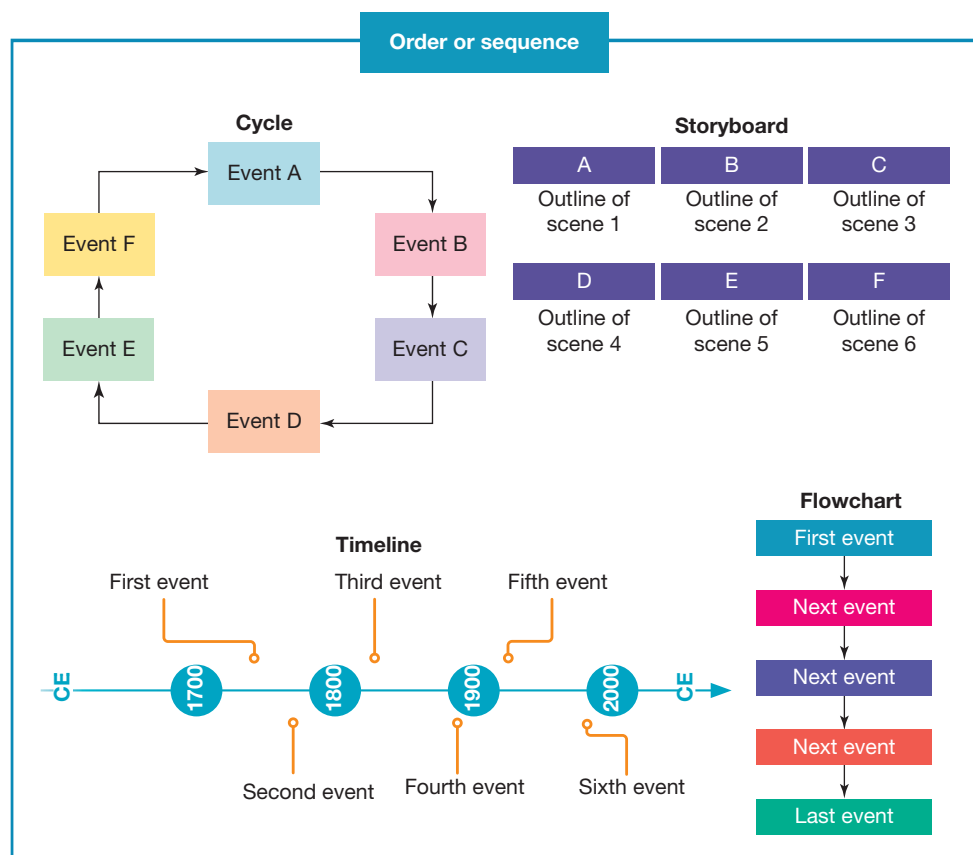 Order or sequence
Cycle
Event A
Event B
Event C
Event D
Event E
Event F
Storyboard
A
Outline of
scene 1
B
Outline of
scene 2
C
Outline of
scene 3
D
Outline of
scene 4
E
Outline of
scene 5
F
Outline of
scene 6
Timeline
First event
Third event
Fifth event
CE
1700
1800
1900
2000
CE
Second event
Fourth event
Sixth event
Flowchart
First event
Next event
Next event
Next event
Last event